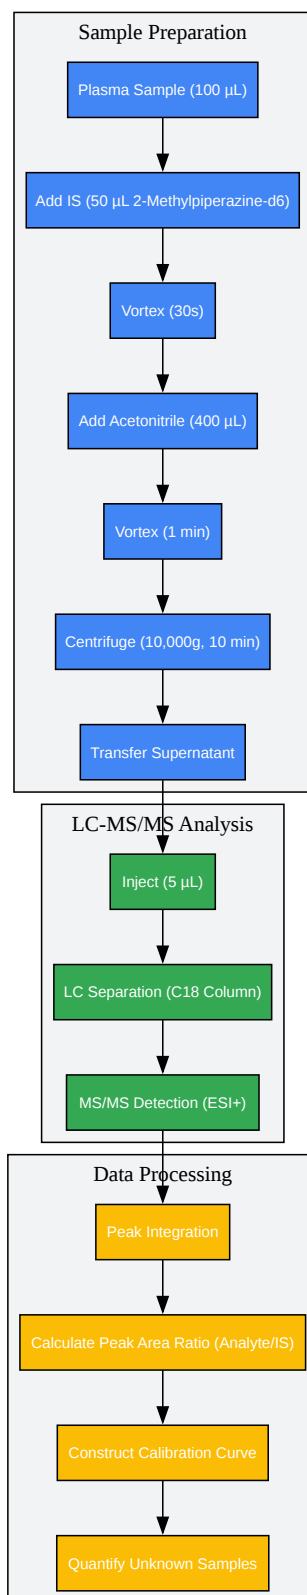 Sample Preparation
Plasma Sample (100 µL)
Add IS (50 µL 2-Methylpiperazine-d6)
Vortex (30s)
Add Acetonitrile (400 µL)
Vortex (1 min)
Centrifuge (10,000g, 10 min)
Transfer Supernatant
LC-MS/MS Analysis
Inject (5 µL)
LC Separation (C18 Column)
MS/MS Detection (ESI+)
Data Processing
Peak Integration
Calculate Peak Area Ratio (Analyte/IS)
Construct Calibration Curve
Quantify Unknown Samples